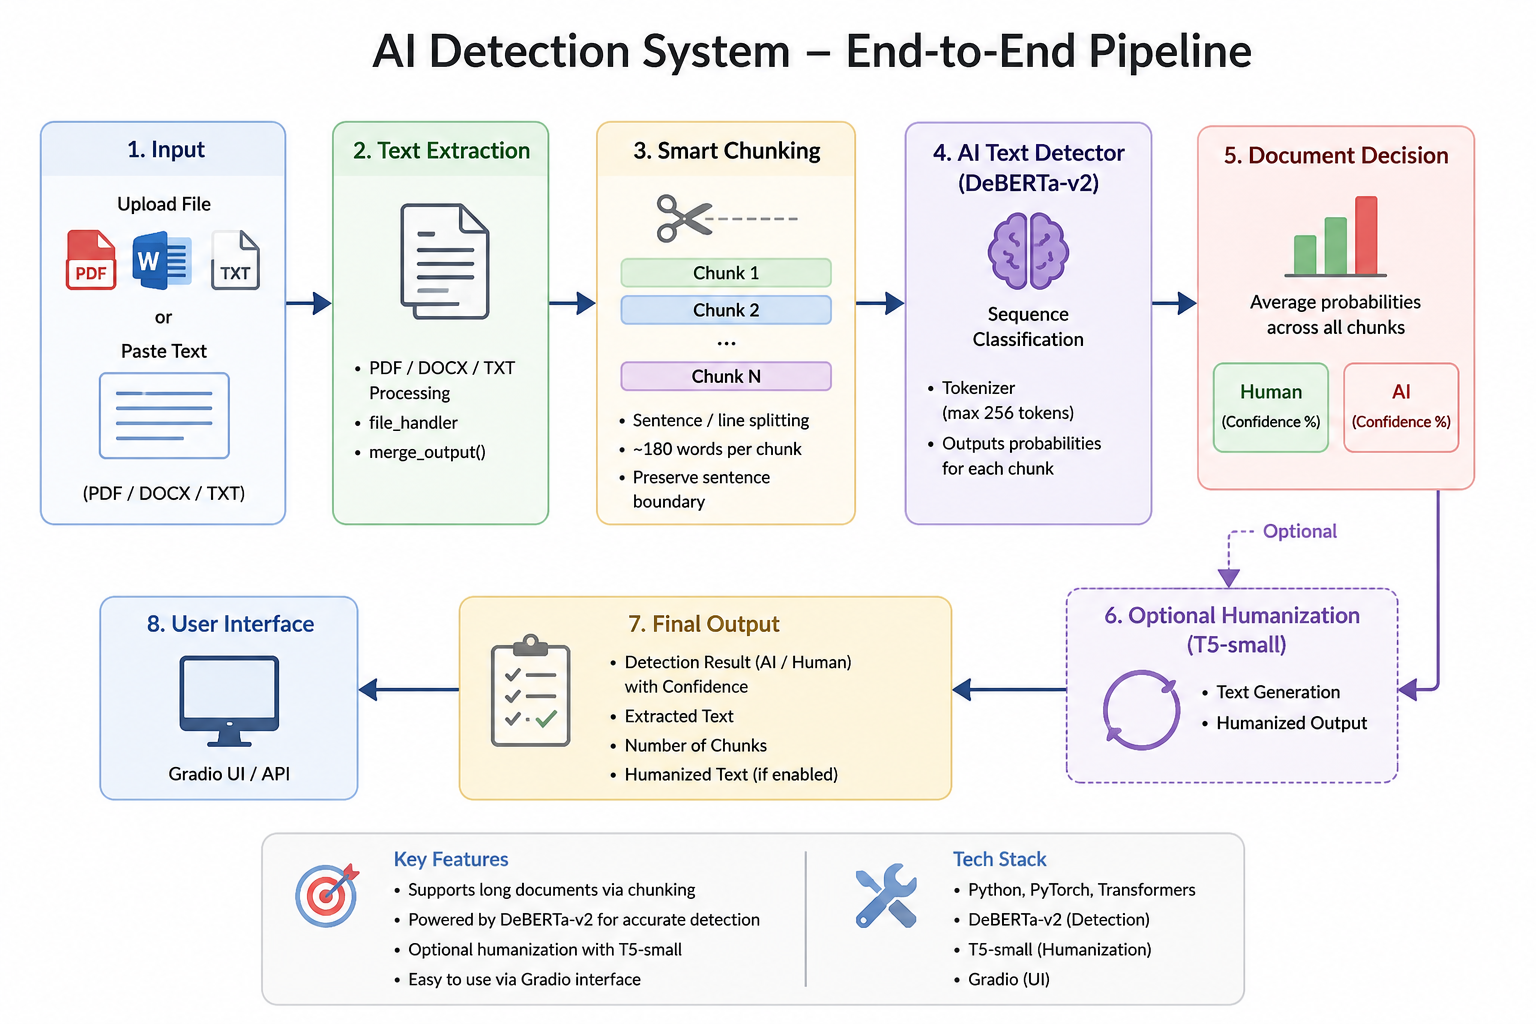 AI Detection System – End-to-End Pipeline
1. Input
Upload File
PDF
W
TXT
or
Paste Text
(PDF / DOCX / TXT)
2. Text Extraction
• PDF / DOCX / TXT
Processing
• file_handler
• merge_output()
3. Smart Chunking
Chunk 1
Chunk 2
...
Chunk N
• Sentence / line splitting
• ~180 words per chunk
• Preserve sentence
boundary
4. AI Text Detector
(DeBERTa-v2)
Sequence
Classification
• Tokenizer
(max 256 tokens)
• Outputs probabilities
for each chunk
5. Document Decision
Average probabilities
across all chunks
Human
(Confidence %)
AI
(Confidence %)
Optional
6. Optional Humanization
(T5-small)
• Text Generation
• Humanized Output
7. Final Output
• Detection Result (AI / Human)
with Confidence
• Extracted Text
• Number of Chunks
• Humanized Text (if enabled)
8. User Interface
Gradio UI / API
Key Features
• Supports long documents via chunking
• Powered by DeBERTa-v2 for accurate detection
• Optional humanization with T5-small
• Easy to use via Gradio interface
Tech Stack
• Python, PyTorch, Transformers
• DeBERTa-v2 (Detection)
• T5-small (Humanization)
• Gradio (UI)